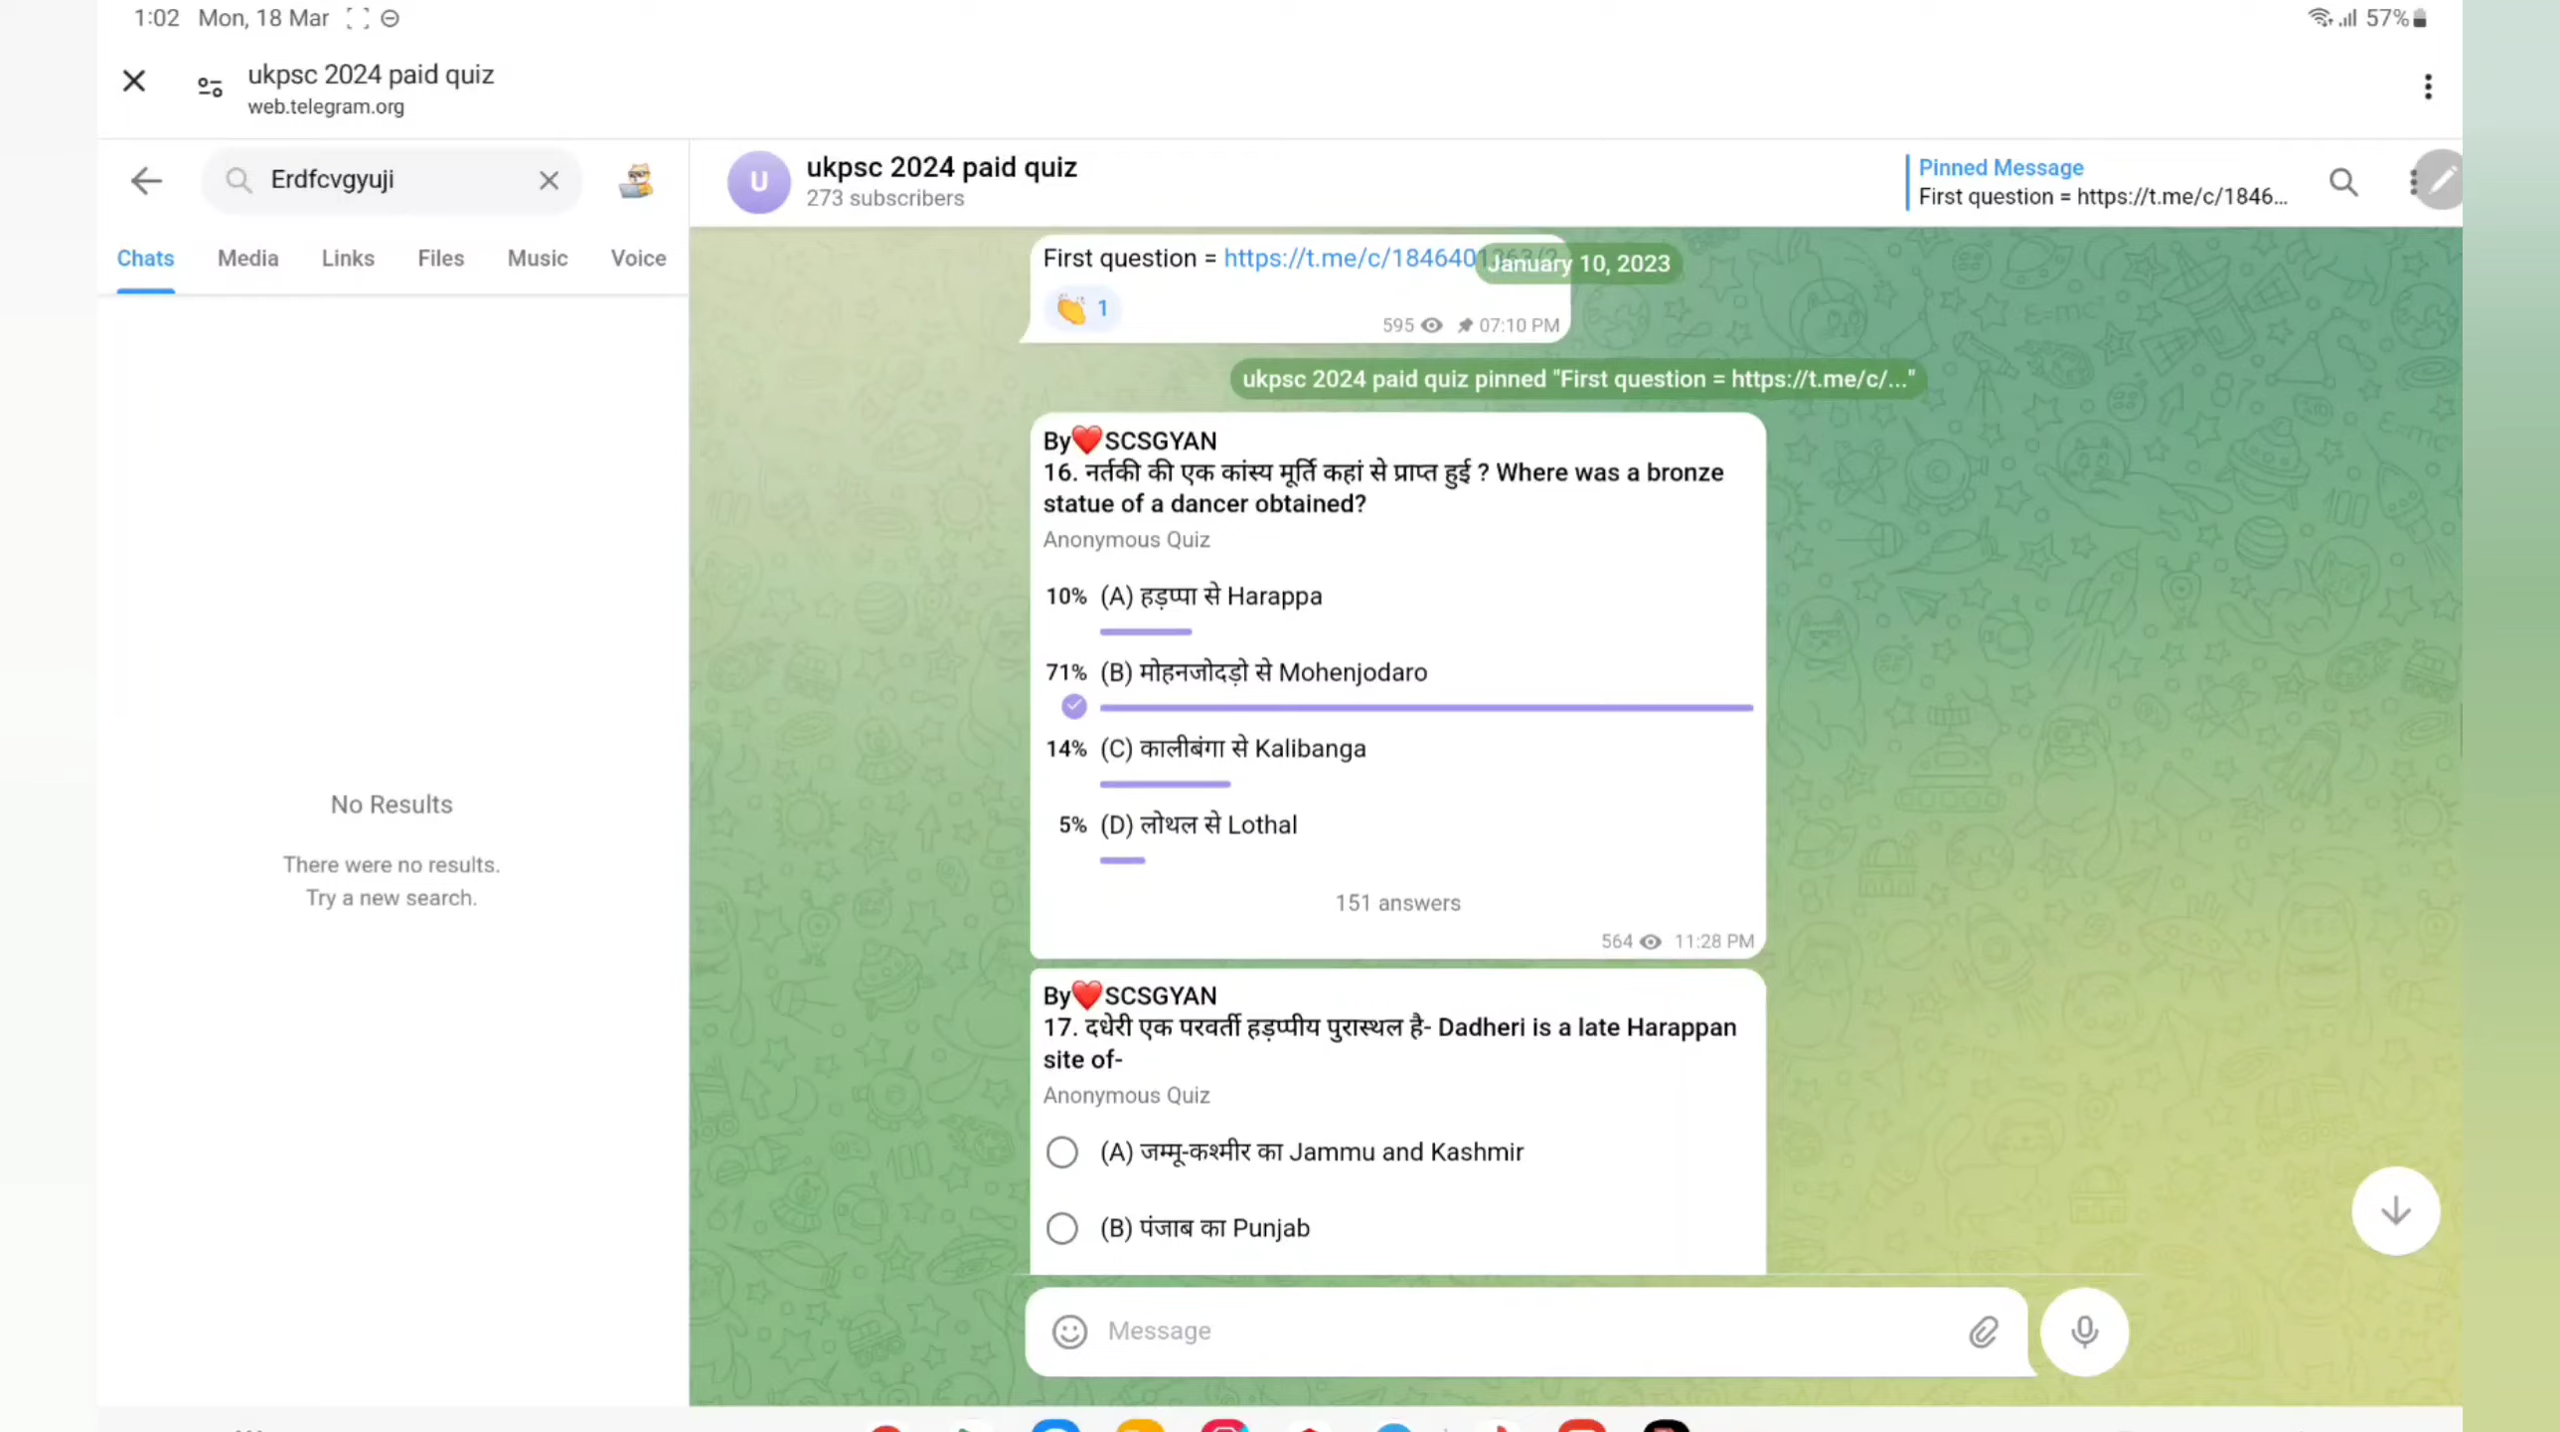 1:02 Mon, 18 Mar
57%
ukpsc 2024 paid quiz
web.telegram.org
Erdfcvgyuji
Chats Media Links Files Music Voice
No Results
There were no results.
Try a new search.
U
ukpsc 2024 paid quiz
273 subscribers
Pinned Message
First question = https://t.me/c/1846...
First question = https://t.me/c/184640
January 10, 2023
1
595 07:10 PM
ukpsc 2024 paid quiz pinned "First question = https://t.me/c/..."
By❤️SCSGYAN
16. नर्तकी की एक कांस्य मूर्ति कहां से प्राप्त हुई ? Where was a bronze
statue of a dancer obtained?
Anonymous Quiz
10% (A) हड़प्पा से Harappa
71% (B) मोहनजोदड़ो से Mohenjodaro
14% (C) कालीबंगा से Kalibanga
5% (D) लोथल से Lothal
151 answers
564 11:28 PM
By❤️SCSGYAN
17. दधेरी एक परवर्ती हड़प्पीय पुरास्थल है- Dadheri is a late Harappan
site of-
Anonymous Quiz
(A) जम्मू-कश्मीर का Jammu and Kashmir
(B) पंजाब का Punjab
Message